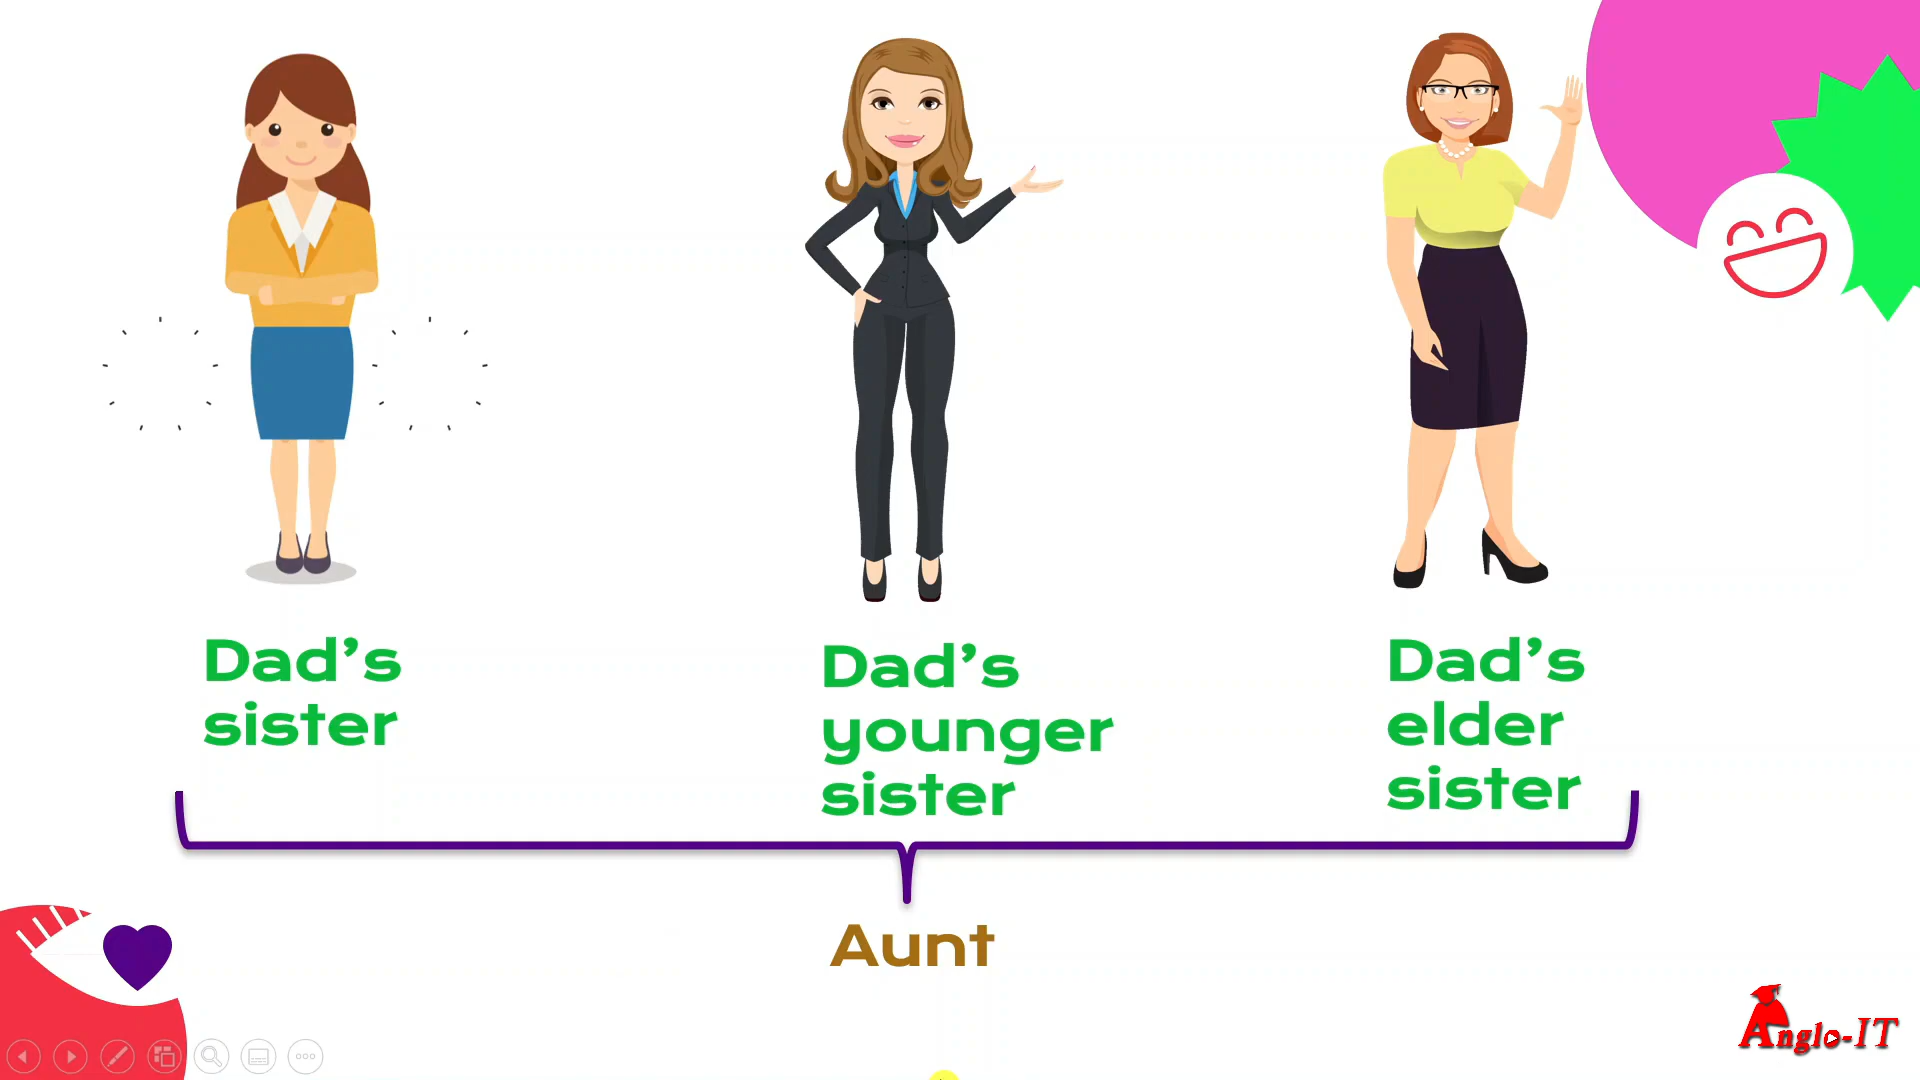 Dad’s
sister
Dad’s
younger
sister
Dad’s
elder
sister
Aunt
Anglo-IT